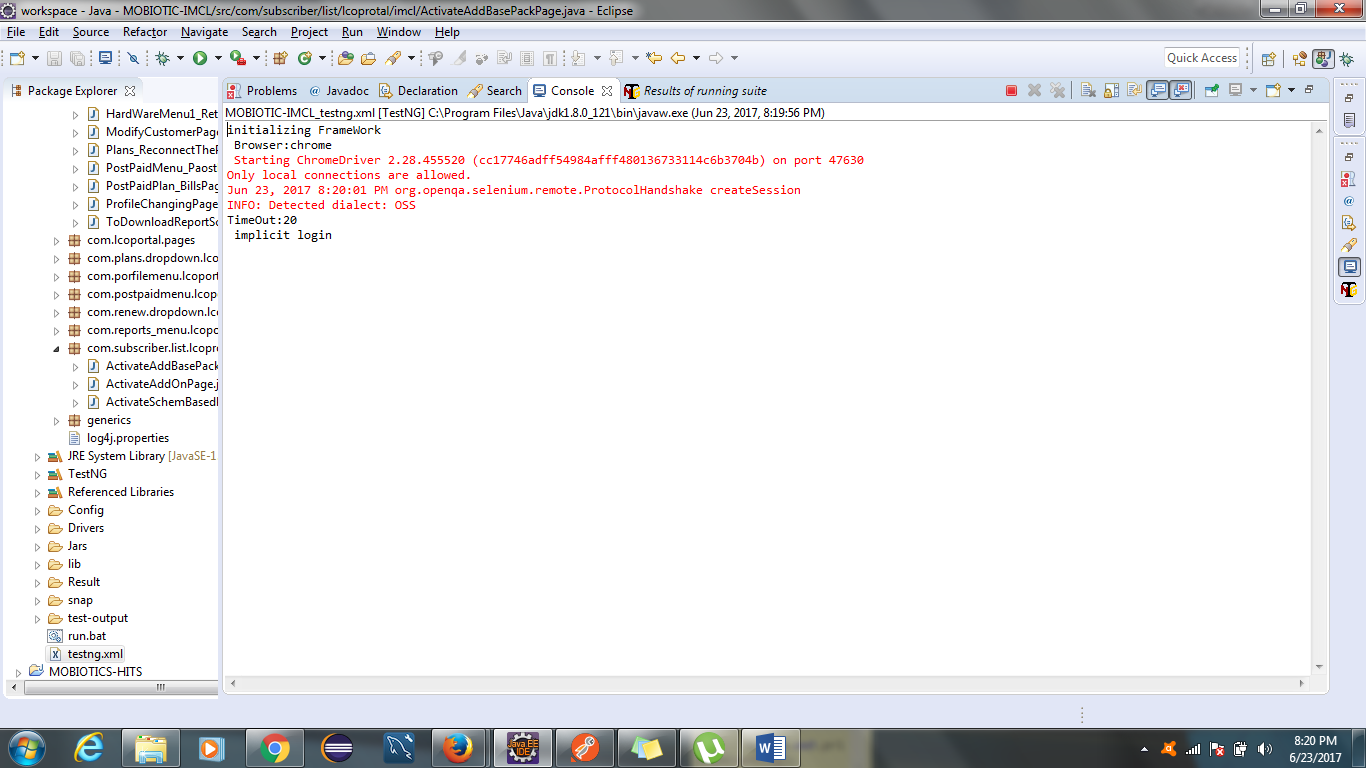 workspace - Java - MOBIOTIC-IMCL/src/com/subscriber/list/lcoprotal/imcl/ActivateAddBasePackPage.java - Eclipse
File Edit Source Refactor Navigate Search Project Run Window Help
Quick Access
Package Explorer
Problems @ Javadoc Declaration Search Console Results of running suite
MOBIOTIC-IMCL_testng.xml [TestNG] C:\Program Files\Java\jdk1.8.0_121\bin\javaw.exe (Jun 23, 2017, 8:19:56 PM)
initializing FrameWork
Browser:chrome
Starting ChromeDriver 2.28.455520 (cc17746adff54984afff480136733114c6b3704b) on port 47630
Only local connections are allowed.
Jun 23, 2017 8:20:01 PM org.openqa.selenium.remote.ProtocolHandshake createSession
INFO: Detected dialect: OSS
TimeOut:20
implicit login
HardWareMenu1_Ret
ModifyCustomerPag
Plans_ReconnectTheP
PostPaidMenu_Paost
PostPaidPlan_BillsPag
ProfileChangingPage
ToDownloadReportSc
com.lcoportal.pages
com.plans.dropdown.lco
com.porfilemenu.lcoport
com.postpaidmenu.lcop
com.renew.dropdown.lco
com.reports_menu.lcopo
com.subscriber.list.lcopro
ActivateAddBasePack
ActivateAddOnPage.j
ActivateSchemBasedI
generics
log4j.properties
JRE System Library [JavaSE-1
TestNG
Referenced Libraries
Config
Drivers
Jars
lib
Result
snap
test-output
run.bat
testng.xml
MOBIOTICS-HITS
Java EE
IDE
8:20 PM
6/23/2017